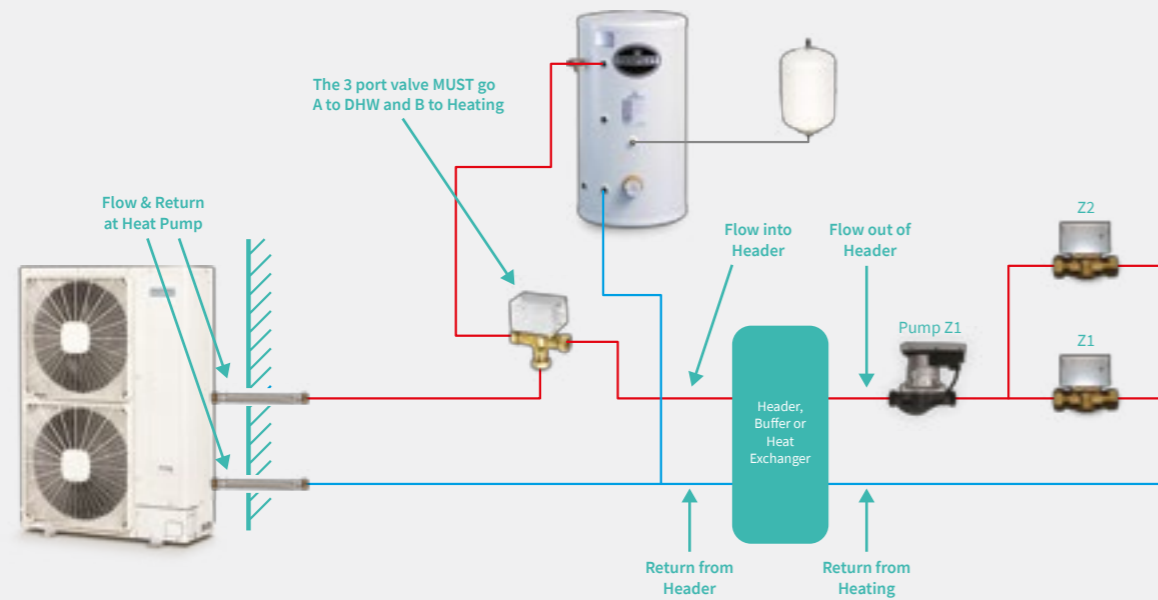 The 3 port valve MUST go
A to DHW and B to Heating
Flow & Return
at Heat Pump
Flow into
Header
Flow out of
Header
Z2
Pump Z1
Z1
Header,
Buffer or
Heat
Exchanger
Return from
Header
Return from
Heating